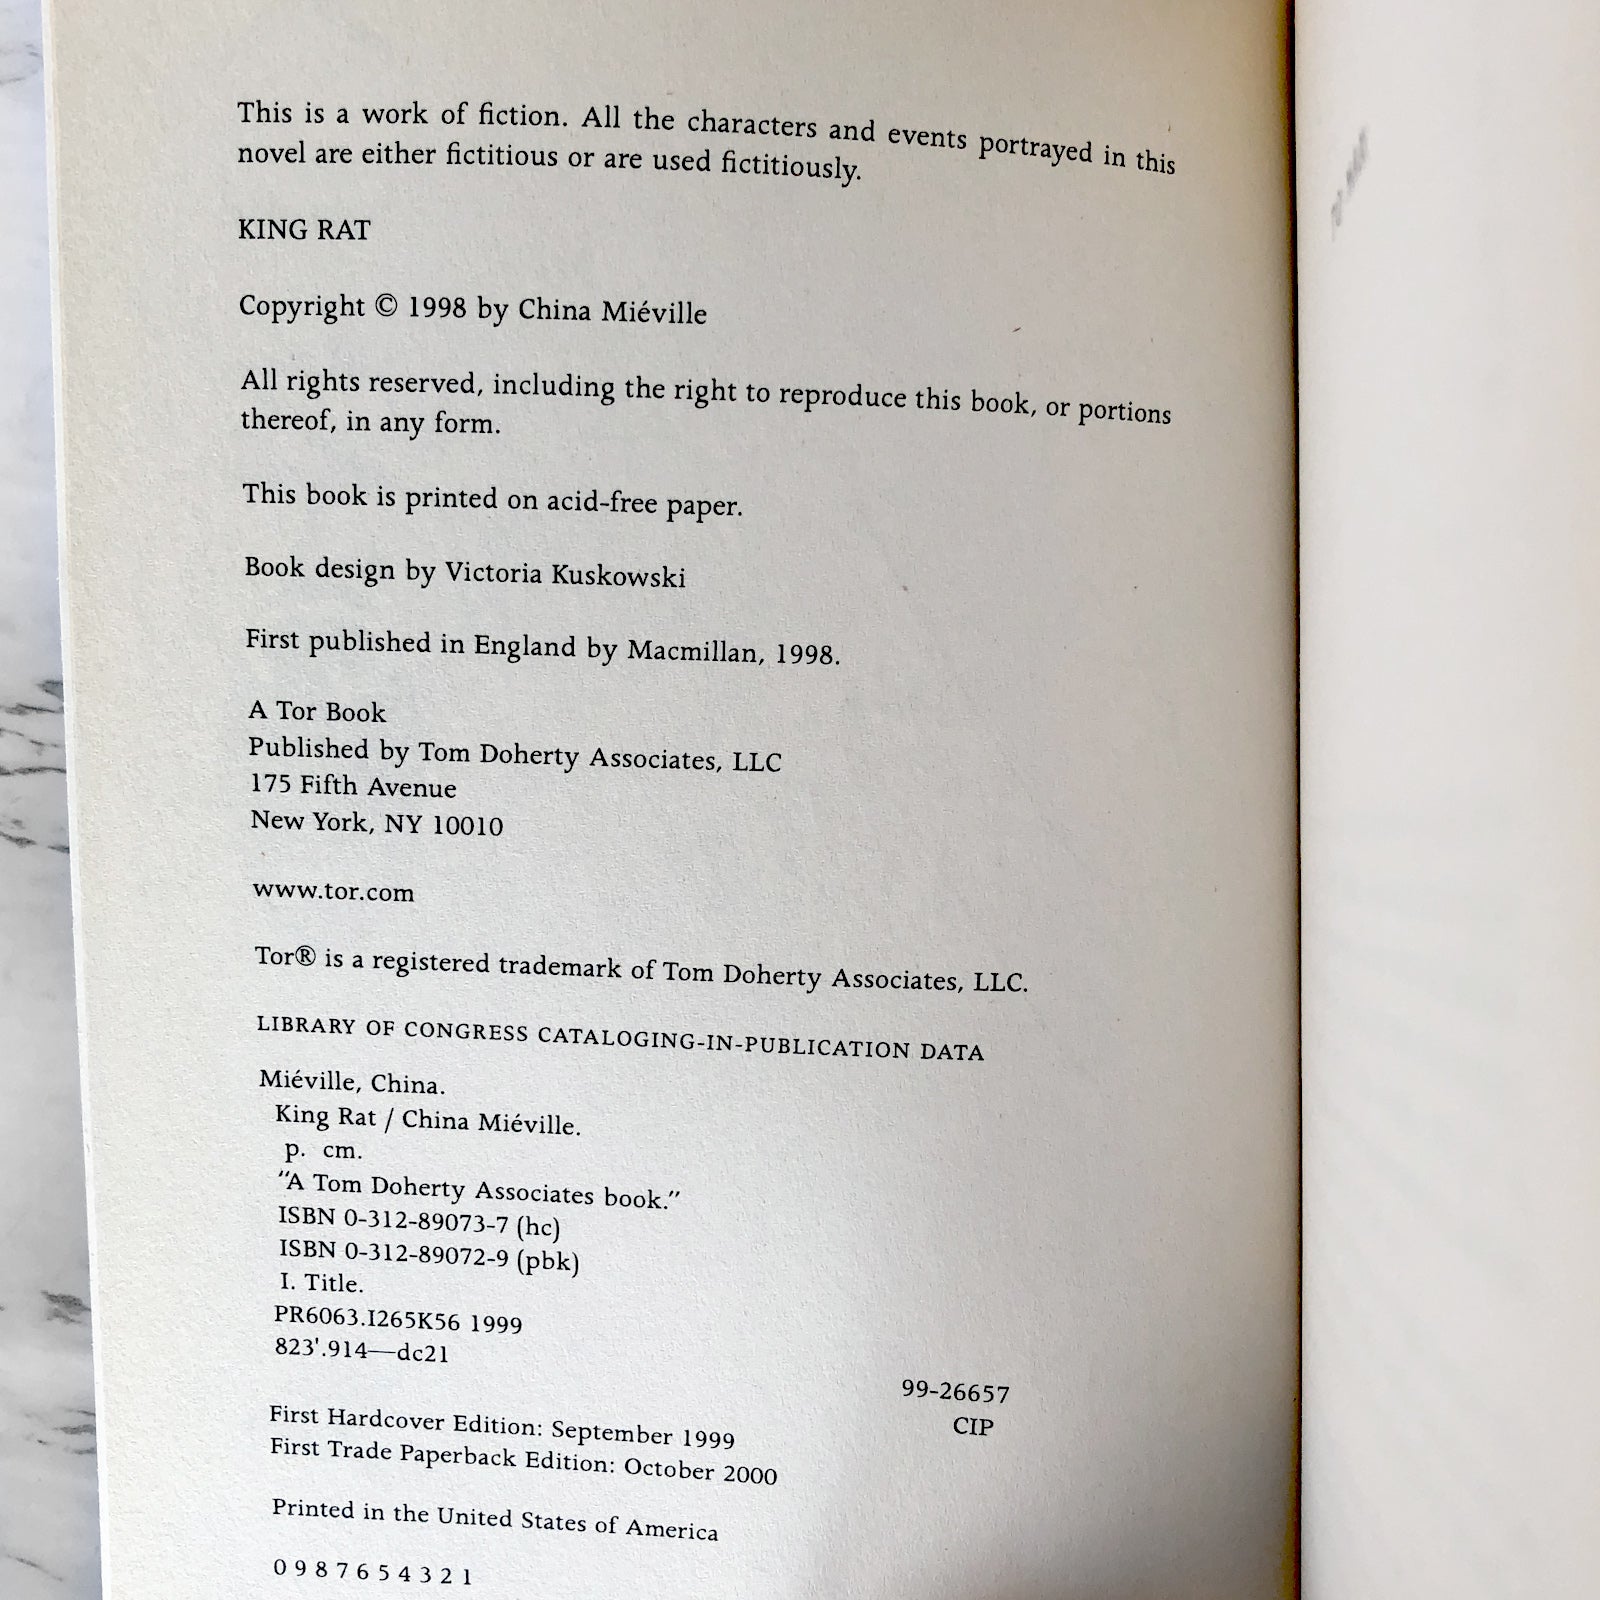 This is a work of fiction. All the characters and events portrayed in this
novel are either fictitious or are used fictitiously.
KING RAT
Copyright © 1998 by China Miéville
All rights reserved, including the right to reproduce this book, or portions
thereof, in any form.
This book is printed on acid-free paper.
Book design by Victoria Kuskowski
First published in England by Macmillan, 1998.
A Tor Book
Published by Tom Doherty Associates, LLC
175 Fifth Avenue
New York, NY 10010
www.tor.com
Tor® is a registered trademark of Tom Doherty Associates, LLC.
LIBRARY OF CONGRESS CATALOGING-IN-PUBLICATION DATA
Miéville, China.
King Rat / China Miéville.
p. cm.
"A Tom Doherty Associates book."
ISBN 0-312-89073-7 (hc)
ISBN 0-312-89072-9 (pbk)
I. Title.
PR6063.I265K56 1999
823'.914—dc21
99-26657
CIP
First Hardcover Edition: September 1999
First Trade Paperback Edition: October 2000
Printed in the United States of America
0 9 8 7 6 5 4 3 2 1